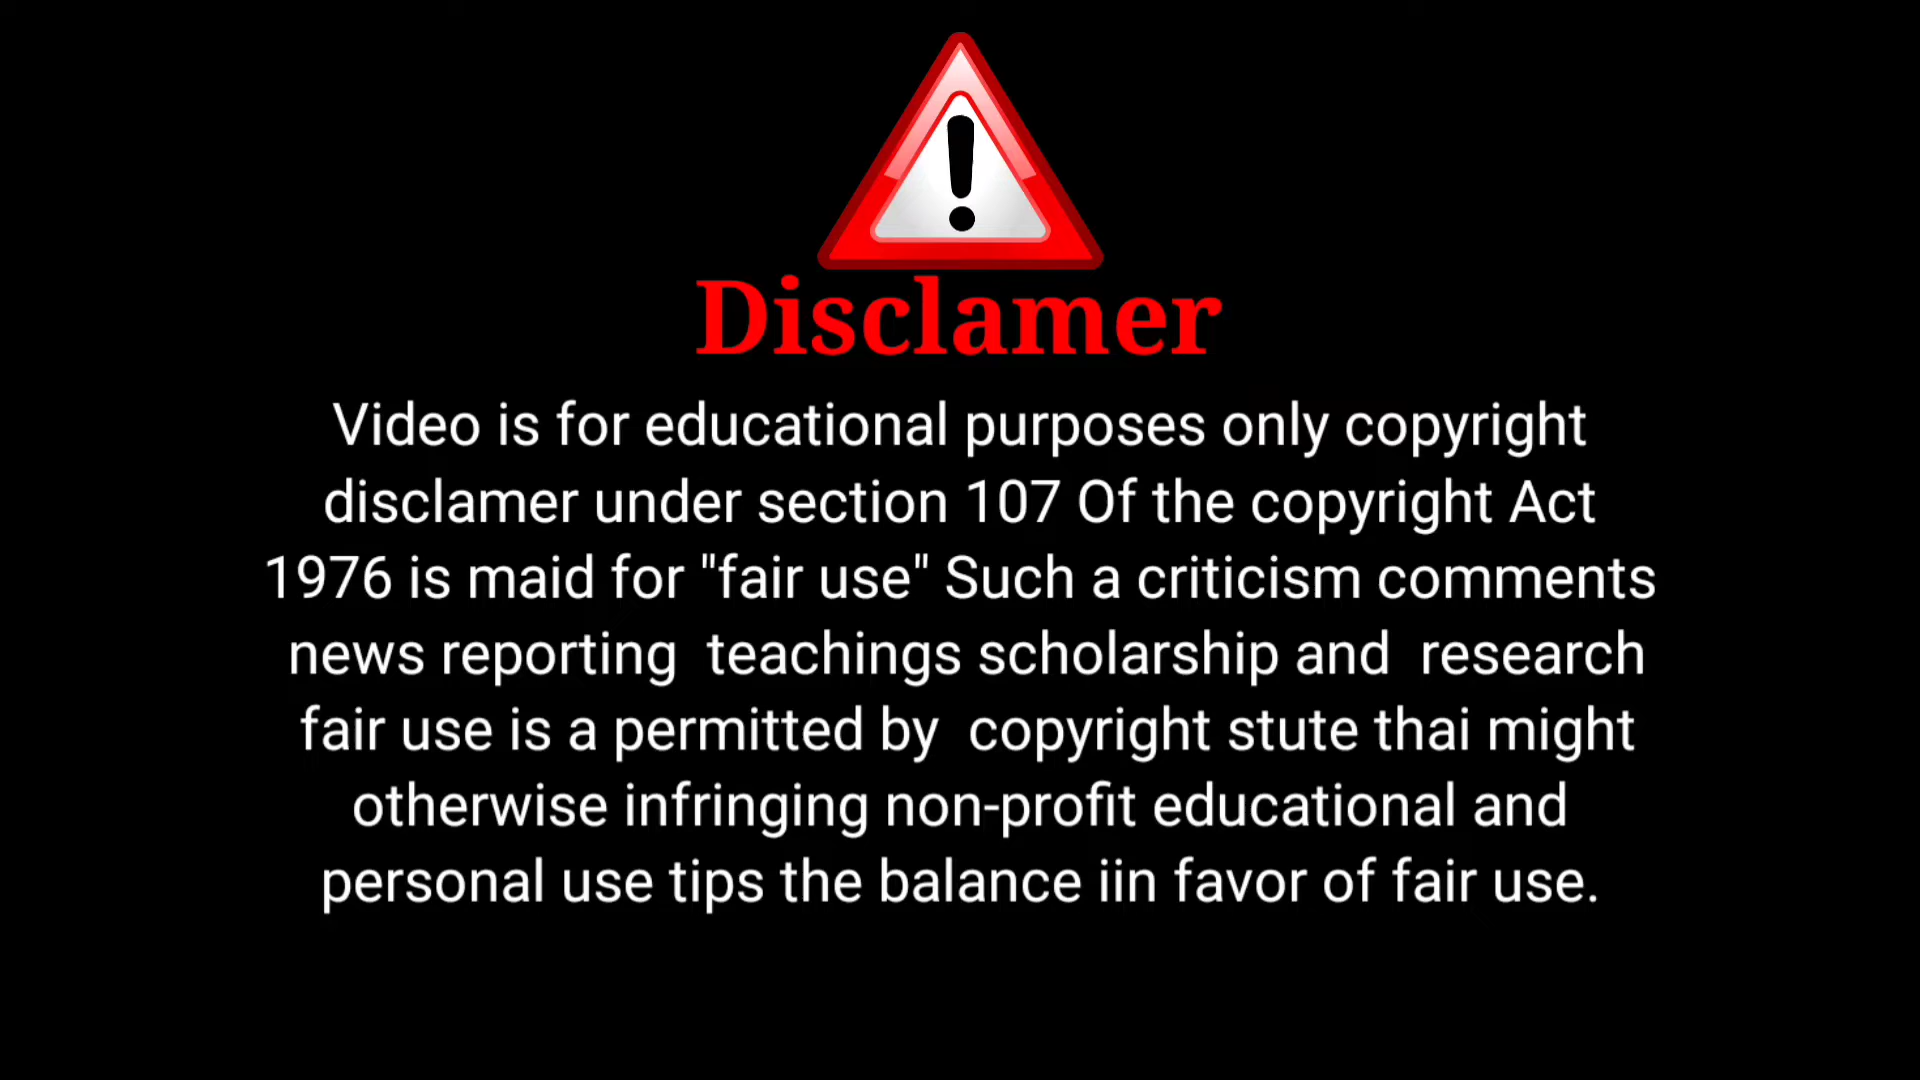 Disclamer
Video is for educational purposes only copyright
disclamer under section 107 Of the copyright Act
1976 is maid for "fair use" Such a criticism comments
news reporting  teachings scholarship and  research
fair use is a permitted by  copyright stute thai might
otherwise infringing non-profit educational and
personal use tips the balance iin favor of fair use.